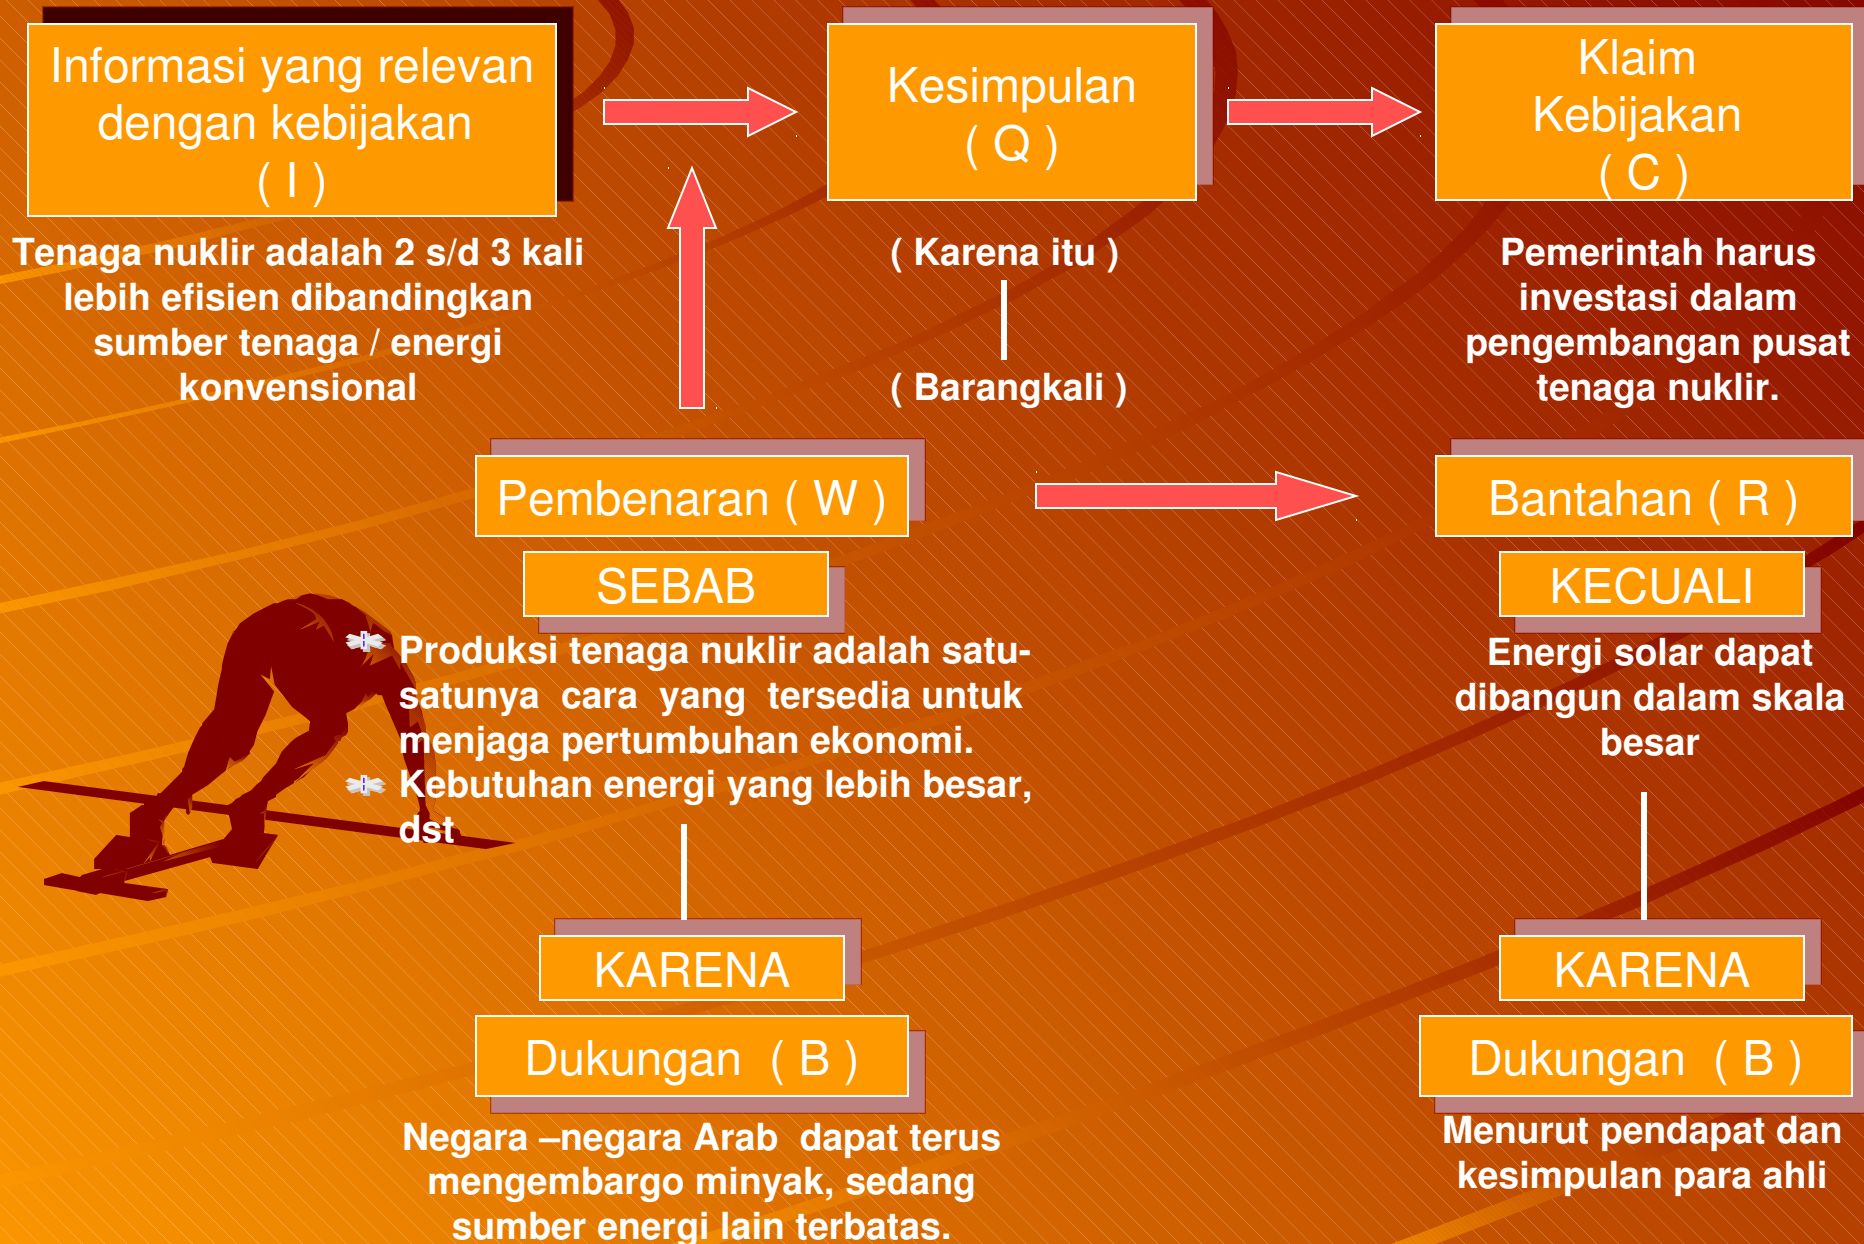 Informasi yang relevan
dengan kebijakan
( I )
Kesimpulan
( Q )
Klaim
Kebijakan
( C )
Tenaga nuklir adalah 2 s/d 3 kali
lebih efisien dibandingkan
sumber tenaga / energi
konvensional
( Karena itu )
( Barangkali )
Pemerintah harus
investasi dalam
pengembangan pusat
tenaga nuklir.
Pembenaran ( W )
SEBAB
Produksi tenaga nuklir adalah satu-
satunya cara yang tersedia untuk
menjaga pertumbuhan ekonomi.
Kebutuhan energi yang lebih besar,
dst
Bantahan ( R )
KECUALI
Energi solar dapat
dibangun dalam skala
besar
KARENA
Dukungan ( B )
Negara –negara Arab dapat terus
mengembargo minyak, sedang
sumber energi lain terbatas.
KARENA
Dukungan ( B )
Menurut pendapat dan
kesimpulan para ahli